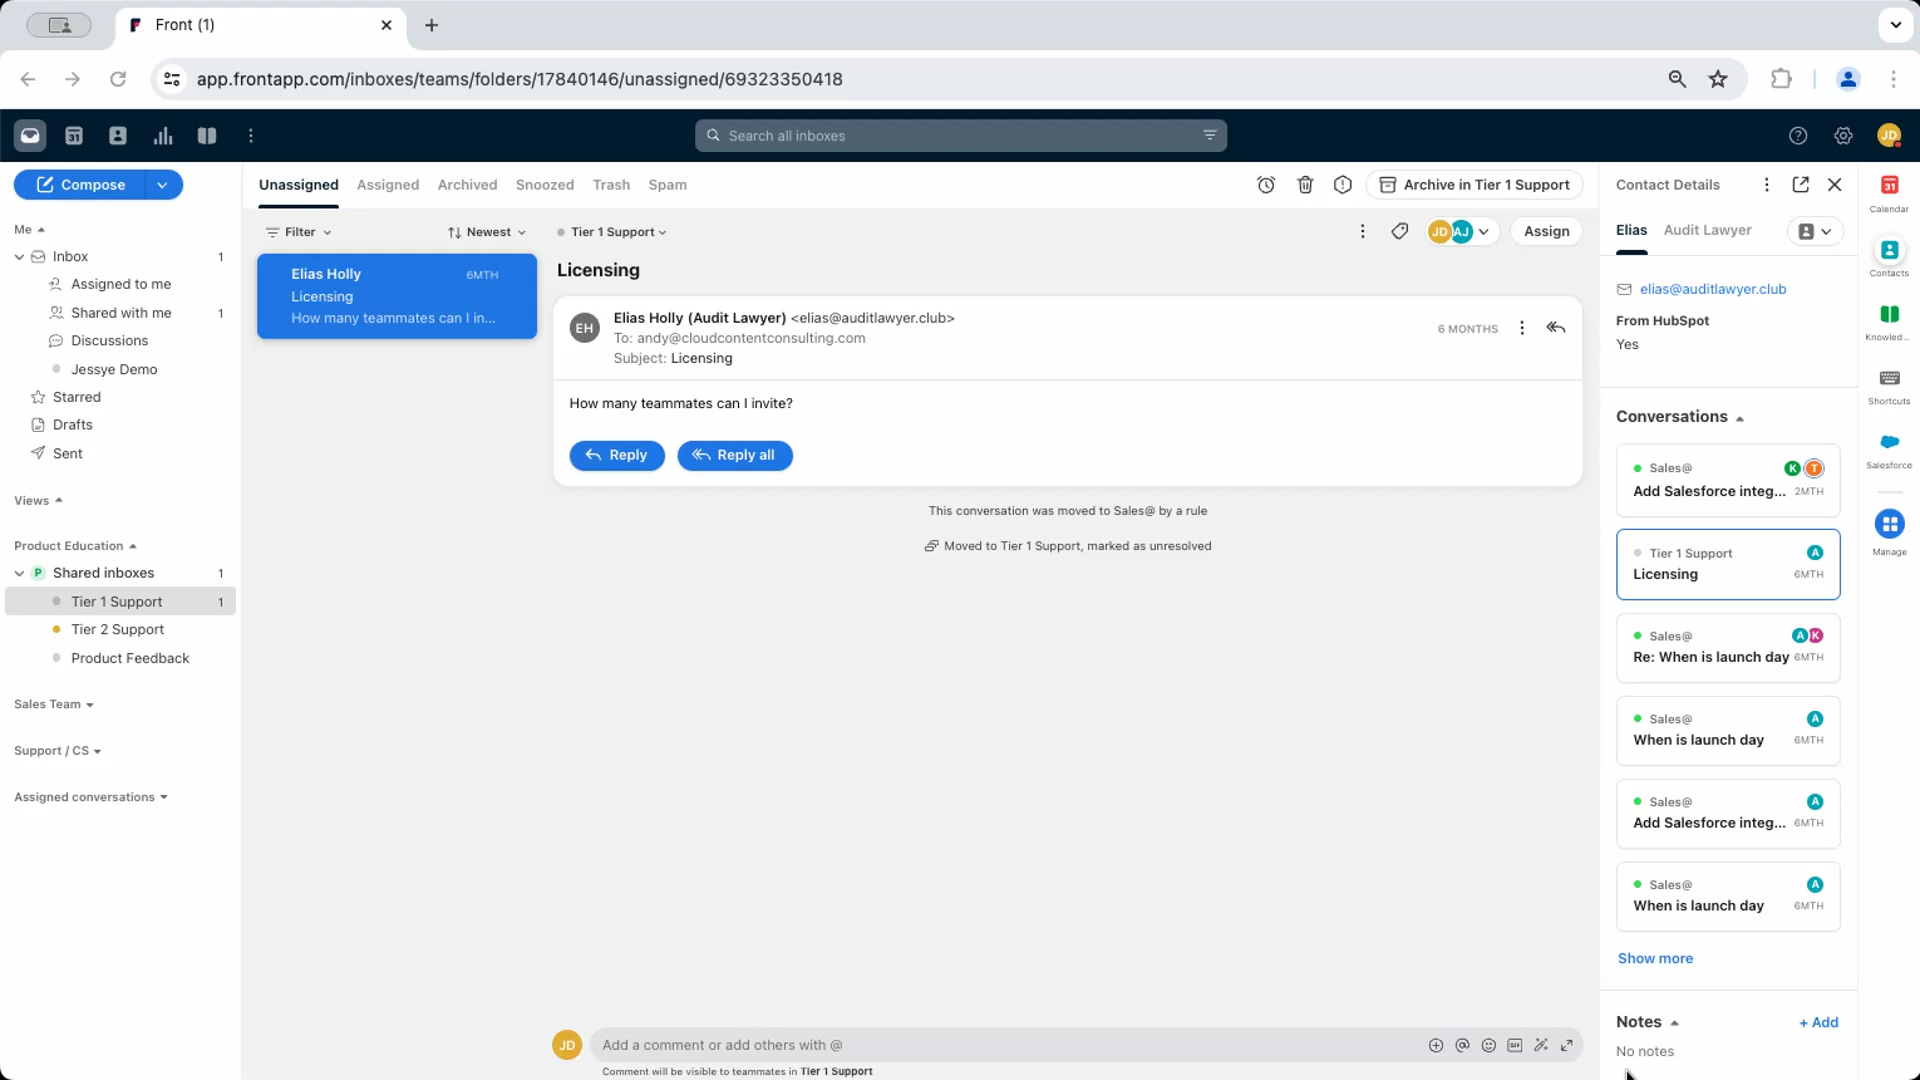 Front (1)
app.frontapp.com/inboxes/teams/folders/17840146/unassigned/69323350418
31
Search all inboxes
JD
Compose
Me
Inbox 1
Assigned to me
Shared with me 1
Discussions
Jessye Demo
Starred
Drafts
Sent
Views
Product Education
P Shared inboxes 1
Tier 1 Support 1
Tier 2 Support
Product Feedback
Sales Team
Support / CS
Assigned conversations
Unassigned Assigned Archived Snoozed Trash Spam
Archive in Tier 1 Support
Filter Newest
Elias Holly 6MTH
Licensing
How many teammates can I in...
Tier 1 Support
JD AJ Assign
Licensing
EH
Elias Holly (Audit Lawyer) <elias@auditlawyer.club>
6 MONTHS
To: andy@cloudcontentconsulting.com
Subject: Licensing
How many teammates can I invite?
Reply Reply all
This conversation was moved to Sales@ by a rule
Moved to Tier 1 Support, marked as unresolved
JD Add a comment or add others with @
GIF
Comment will be visible to teammates in Tier 1 Support
Contact Details
Elias Audit Lawyer
elias@auditlawyer.club
From HubSpot
Yes
Conversations
Sales@ K T
Add Salesforce integ... 2MTH
Tier 1 Support A
Licensing 6MTH
Sales@ A K
Re: When is launch day 6MTH
Sales@ A
When is launch day 6MTH
Sales@ A
Add Salesforce integ... 6MTH
Sales@ A
When is launch day 6MTH
Show more
Notes + Add
No notes
31
Calendar
Contacts
Knowled...
Shortcuts
Salesforce
Manage